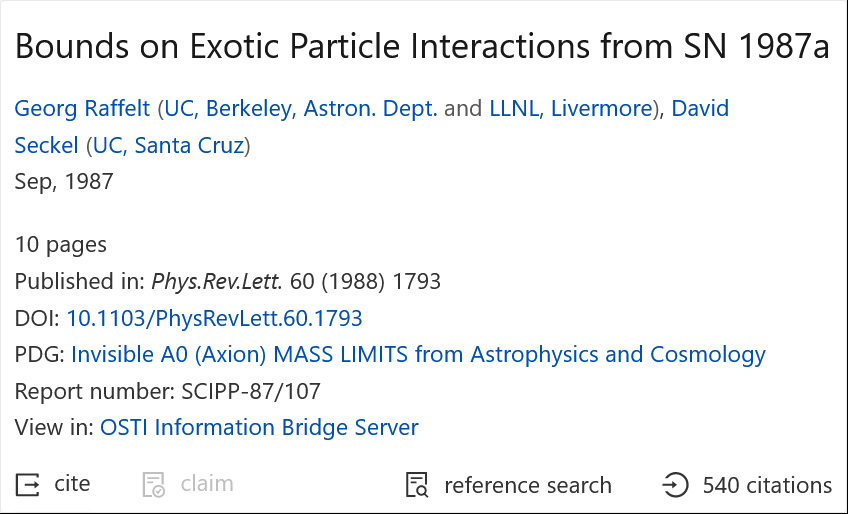 Bounds on Exotic Particle Interactions from SN 1987a
Georg Raffelt (UC, Berkeley, Astron. Dept. and LLNL, Livermore), David
Seckel (UC, Santa Cruz)
Sep, 1987
10 pages
Published in: Phys.Rev.Lett. 60 (1988) 1793
DOI: 10.1103/PhysRevLett.60.1793
PDG: Invisible A0 (Axion) MASS LIMITS from Astrophysics and Cosmology
Report number: SCIPP-87/107
View in: OSTI Information Bridge Server
cite claim reference search 540 citations